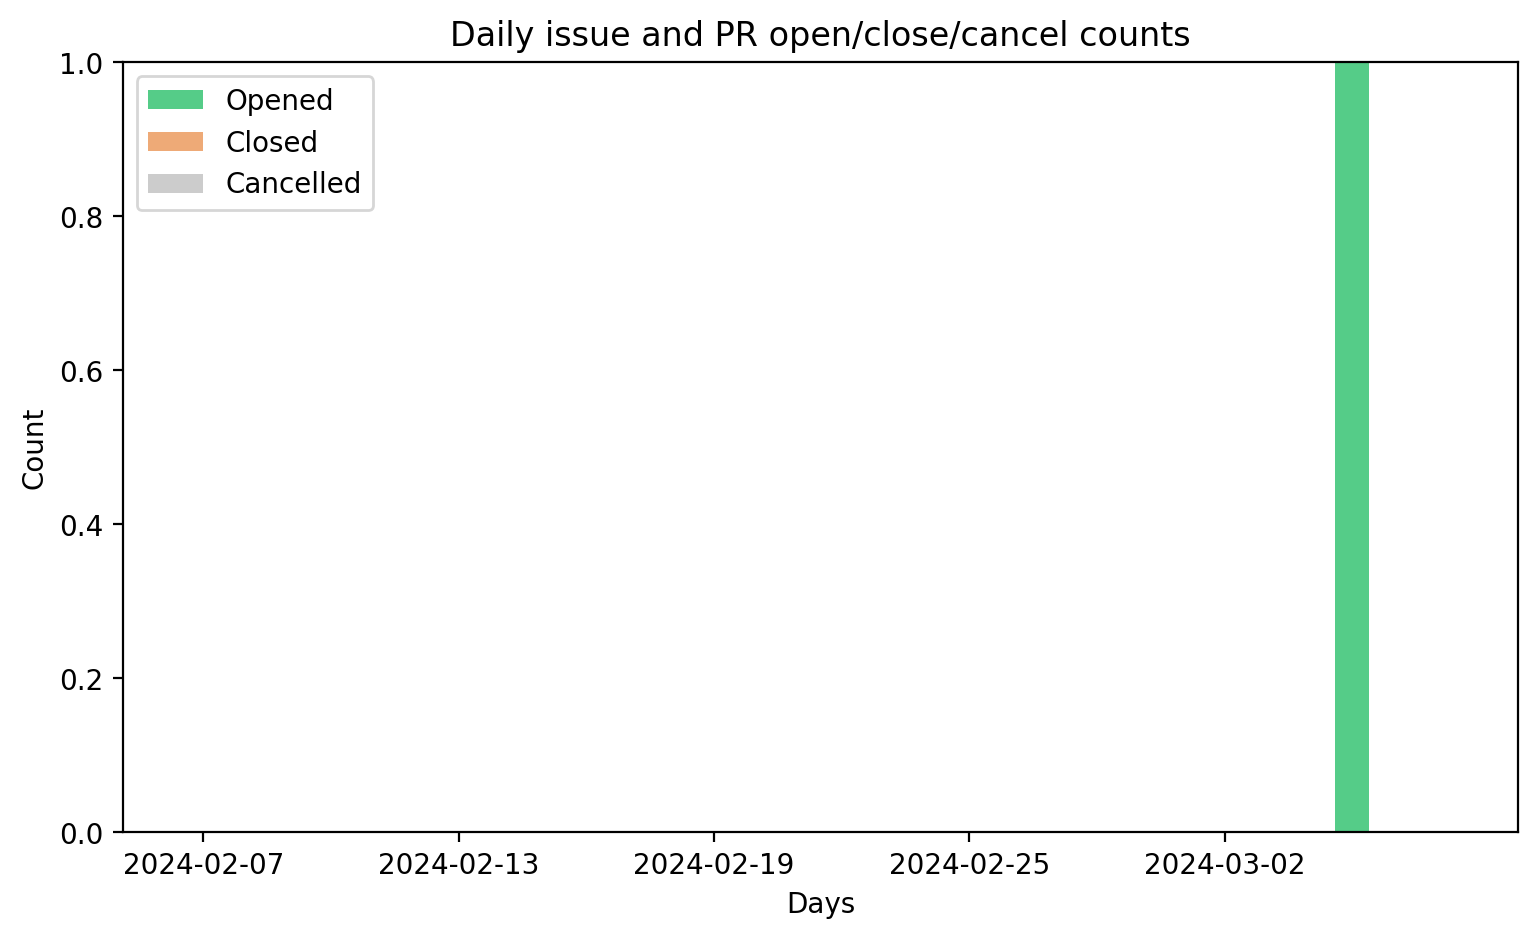 Daily issue and PR open/close/cancel counts
1.0
0.8
0.6
0.4
0.2
0.0
Count
Opened
Closed
Cancelled
2024-02-07
2024-02-13
2024-02-19
2024-02-25
2024-03-02
Days